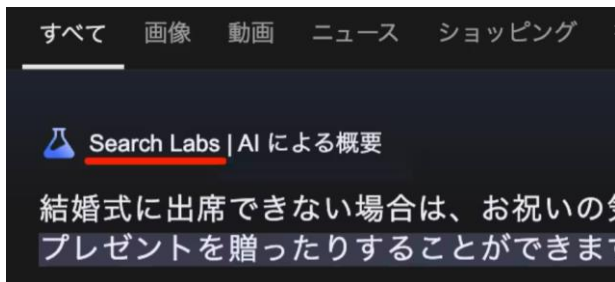 すべて 画像 動画 ニュース ショッピング
Search Labs | AI による概要
結婚式に出席できない場合は、お祝いの
プレゼントを贈ったりすることができま